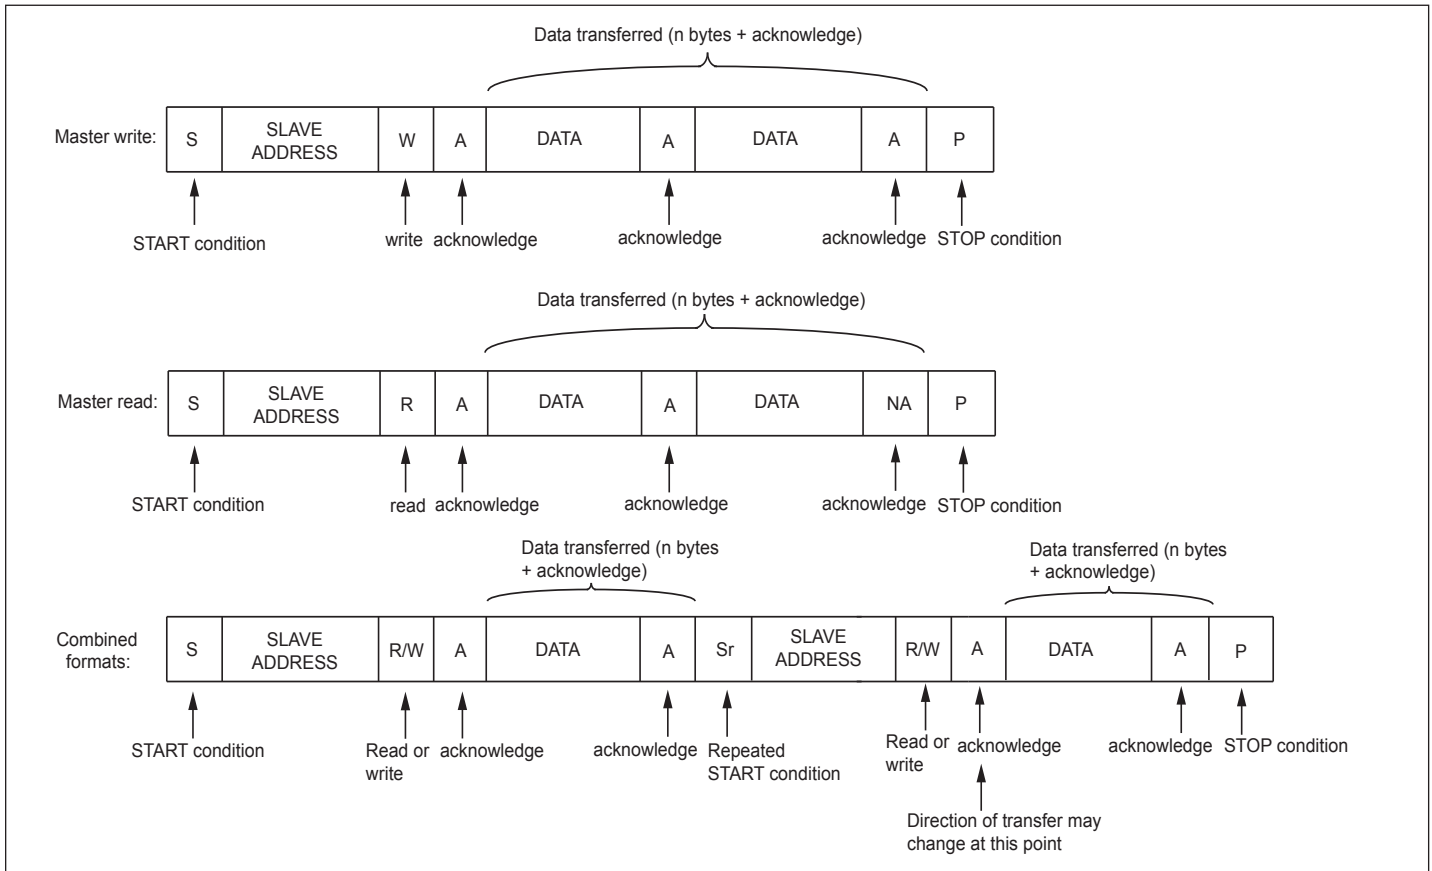 Data transferred (n bytes + acknowledge)
Master write:
S
SLAVE
ADDRESS
W
A
DATA
A
DATA
A
P
START condition
write
acknowledge
acknowledge
acknowledge
STOP condition
Data transferred (n bytes + acknowledge)
Master read:
S
SLAVE
ADDRESS
R
A
DATA
A
DATA
NA
P
START condition
read
acknowledge
acknowledge
acknowledge
STOP condition
Data transferred (n bytes
+ acknowledge)
Data transferred (n bytes
+ acknowledge)
Combined
formats:
S
SLAVE
ADDRESS
R/W
A
DATA
A
Sr
SLAVE
ADDRESS
R/W
A
DATA
A
P
START condition
Read or
write
acknowledge
acknowledge
Repeated
START condition
Read or
write
acknowledge
acknowledge
STOP condition
Direction of transfer may
change at this point